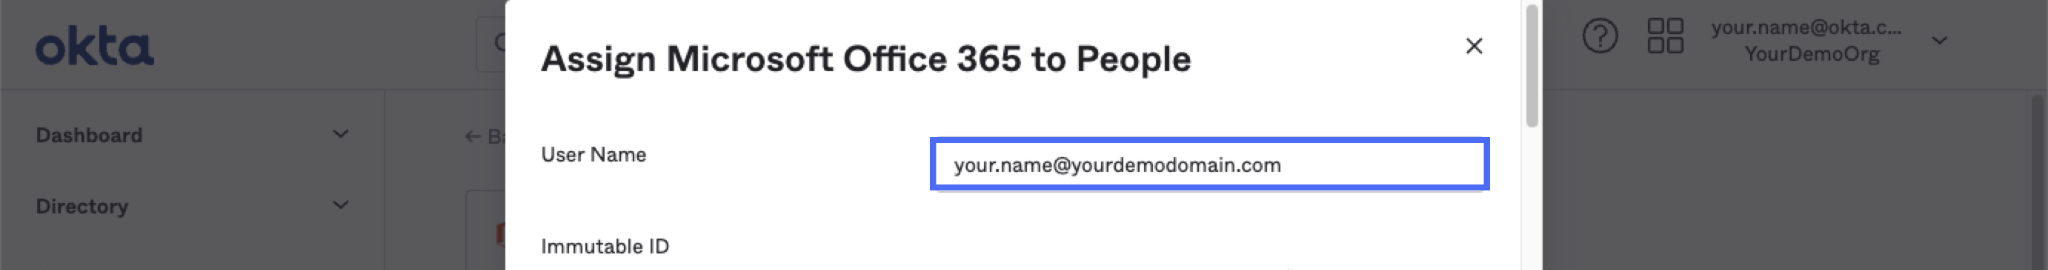 okta
Assign Microsoft Office 365 to People
your.name@okta.c...
YourDemoOrg
Dashboard
← Ba
User Name
your.name@yourdemodomain.com
Directory
Immutable ID